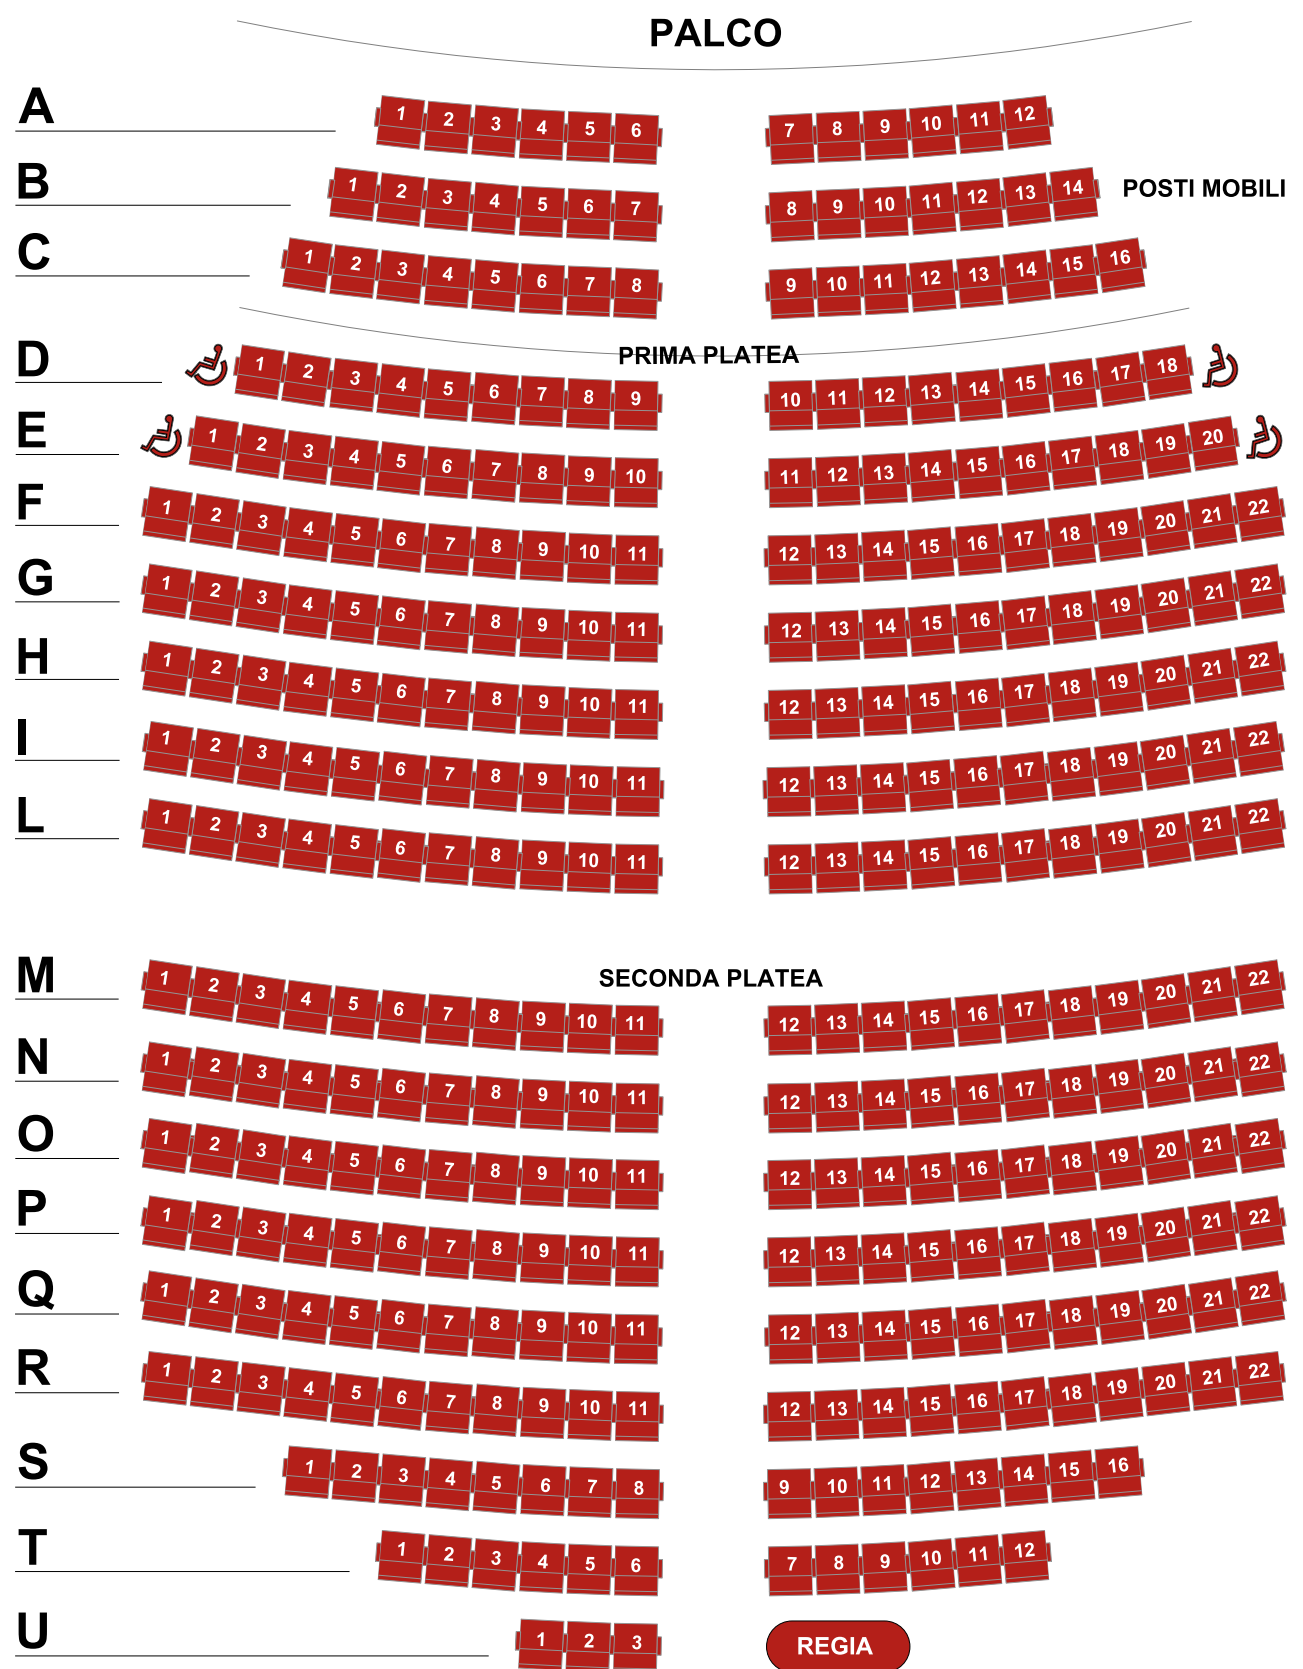 PALCO
A 1 2 3 4 5 6 7 8 9 10 11 12
B 1 2 3 4 5 6 7 8 9 10 11 12 13 14 POSTI MOBILI
C 1 2 3 4 5 6 7 8 9 10 11 12 13 14 15 16
PRIMA PLATEA
D 1 2 3 4 5 6 7 8 9 10 11 12 13 14 15 16 17 18
E 1 2 3 4 5 6 7 8 9 10 11 12 13 14 15 16 17 18 19 20
F 1 2 3 4 5 6 7 8 9 10 11 12 13 14 15 16 17 18 19 20 21 22
G 1 2 3 4 5 6 7 8 9 10 11 12 13 14 15 16 17 18 19 20 21 22
H 1 2 3 4 5 6 7 8 9 10 11 12 13 14 15 16 17 18 19 20 21 22
I 1 2 3 4 5 6 7 8 9 10 11 12 13 14 15 16 17 18 19 20 21 22
L 1 2 3 4 5 6 7 8 9 10 11 12 13 14 15 16 17 18 19 20 21 22
SECONDA PLATEA
M 1 2 3 4 5 6 7 8 9 10 11 12 13 14 15 16 17 18 19 20 21 22
N 1 2 3 4 5 6 7 8 9 10 11 12 13 14 15 16 17 18 19 20 21 22
O 1 2 3 4 5 6 7 8 9 10 11 12 13 14 15 16 17 18 19 20 21 22
P 1 2 3 4 5 6 7 8 9 10 11 12 13 14 15 16 17 18 19 20 21 22
Q 1 2 3 4 5 6 7 8 9 10 11 12 13 14 15 16 17 18 19 20 21 22
R 1 2 3 4 5 6 7 8 9 10 11 12 13 14 15 16 17 18 19 20 21 22
S 1 2 3 4 5 6 7 8 9 10 11 12 13 14 15 16
T 1 2 3 4 5 6 7 8 9 10 11 12
U 1 2 3 REGIA